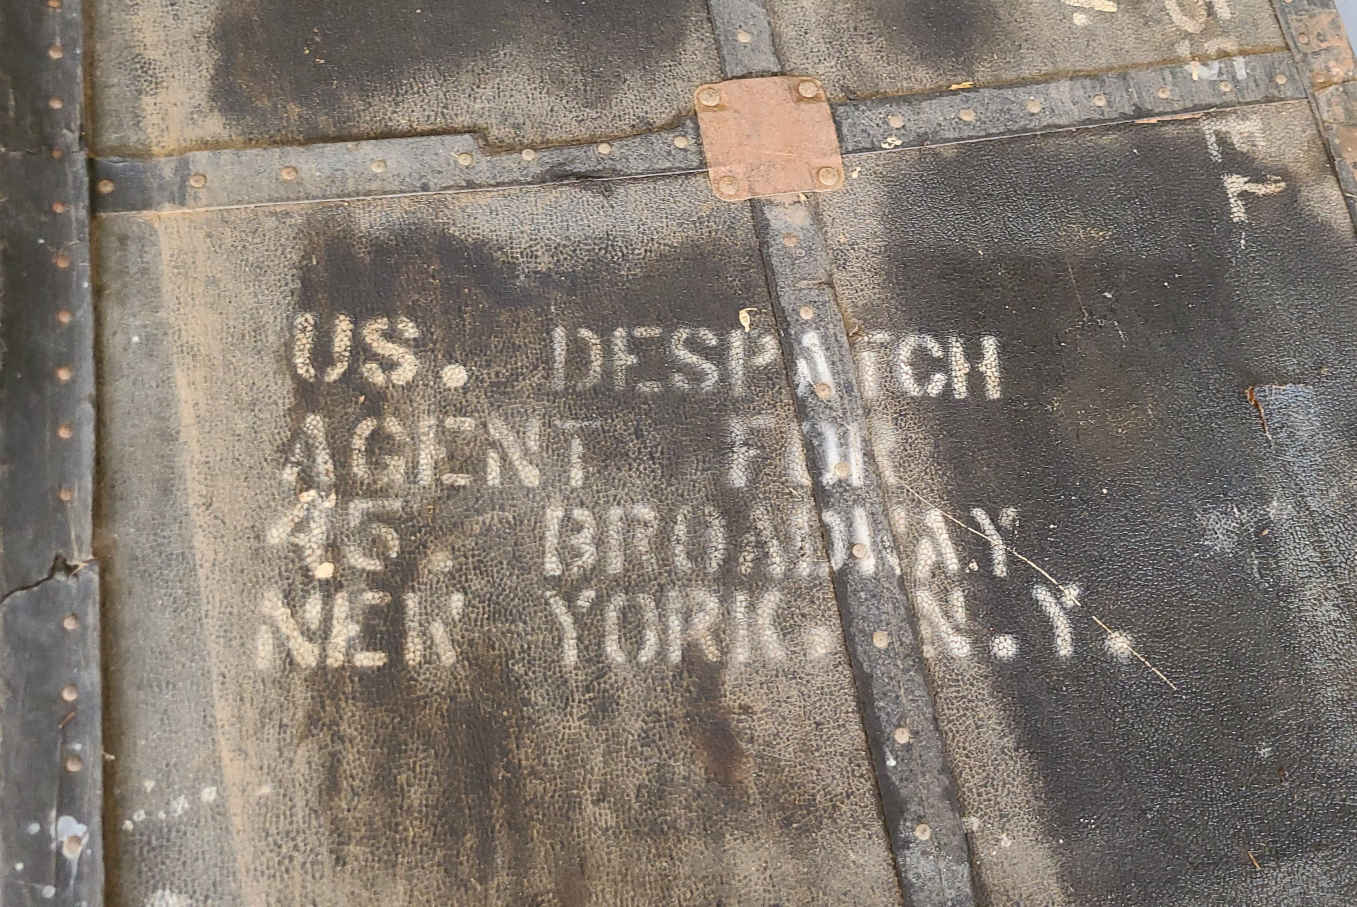 US. DESPATCH
AGENT
45. BROADWAY
NEW YORK. N.Y.